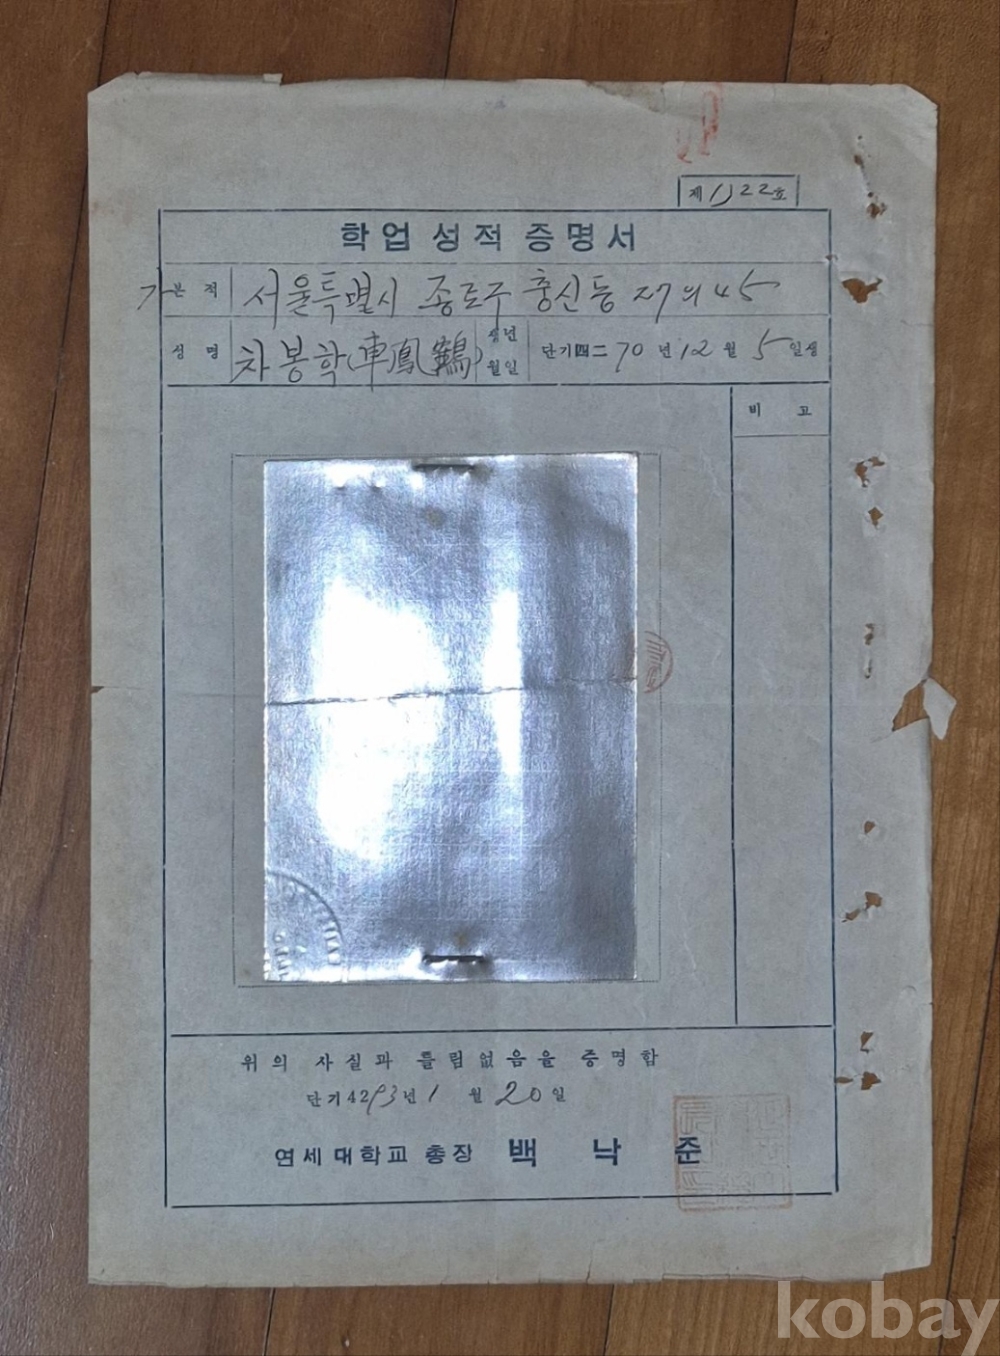 제1122호
학업성적증명서
본적 서울특별시 종로구 충신동 산7의45
성명 차봉학(車鳳鶴) 생년월일 단기四二70년12월5일생
비고
위의 사실과 틀림없음을 증명함
단기4293년1월20일
연세대학교총장 백낙준
kobay